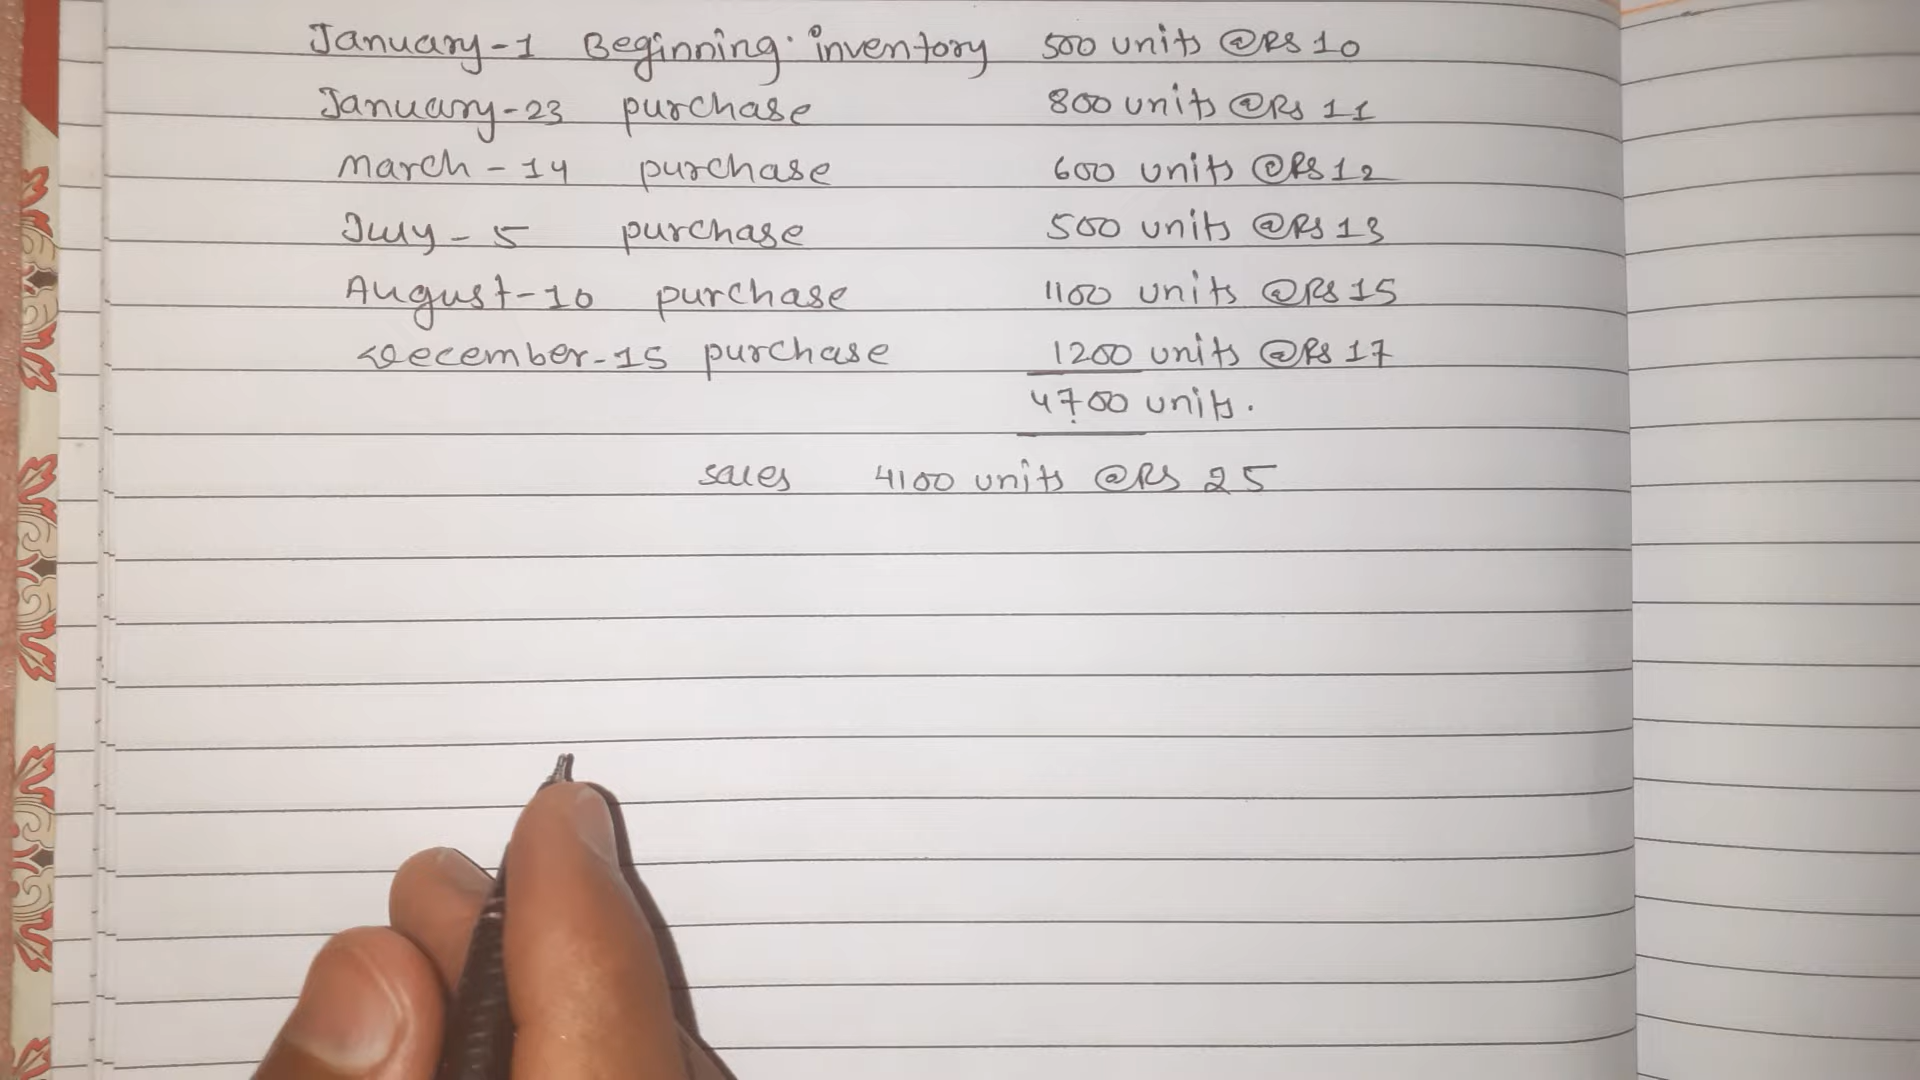 January-1 Beginning inventory 500 units @Rs 10
January-23 purchase 800 units @Rs 11
march-14 purchase 600 units @Rs 12
July-5 purchase 500 units @Rs 13
August-10 purchase 1100 units @Rs 15
December-15 purchase 1200 units @Rs 17
4700 units.
sales 4100 units @Rs 25